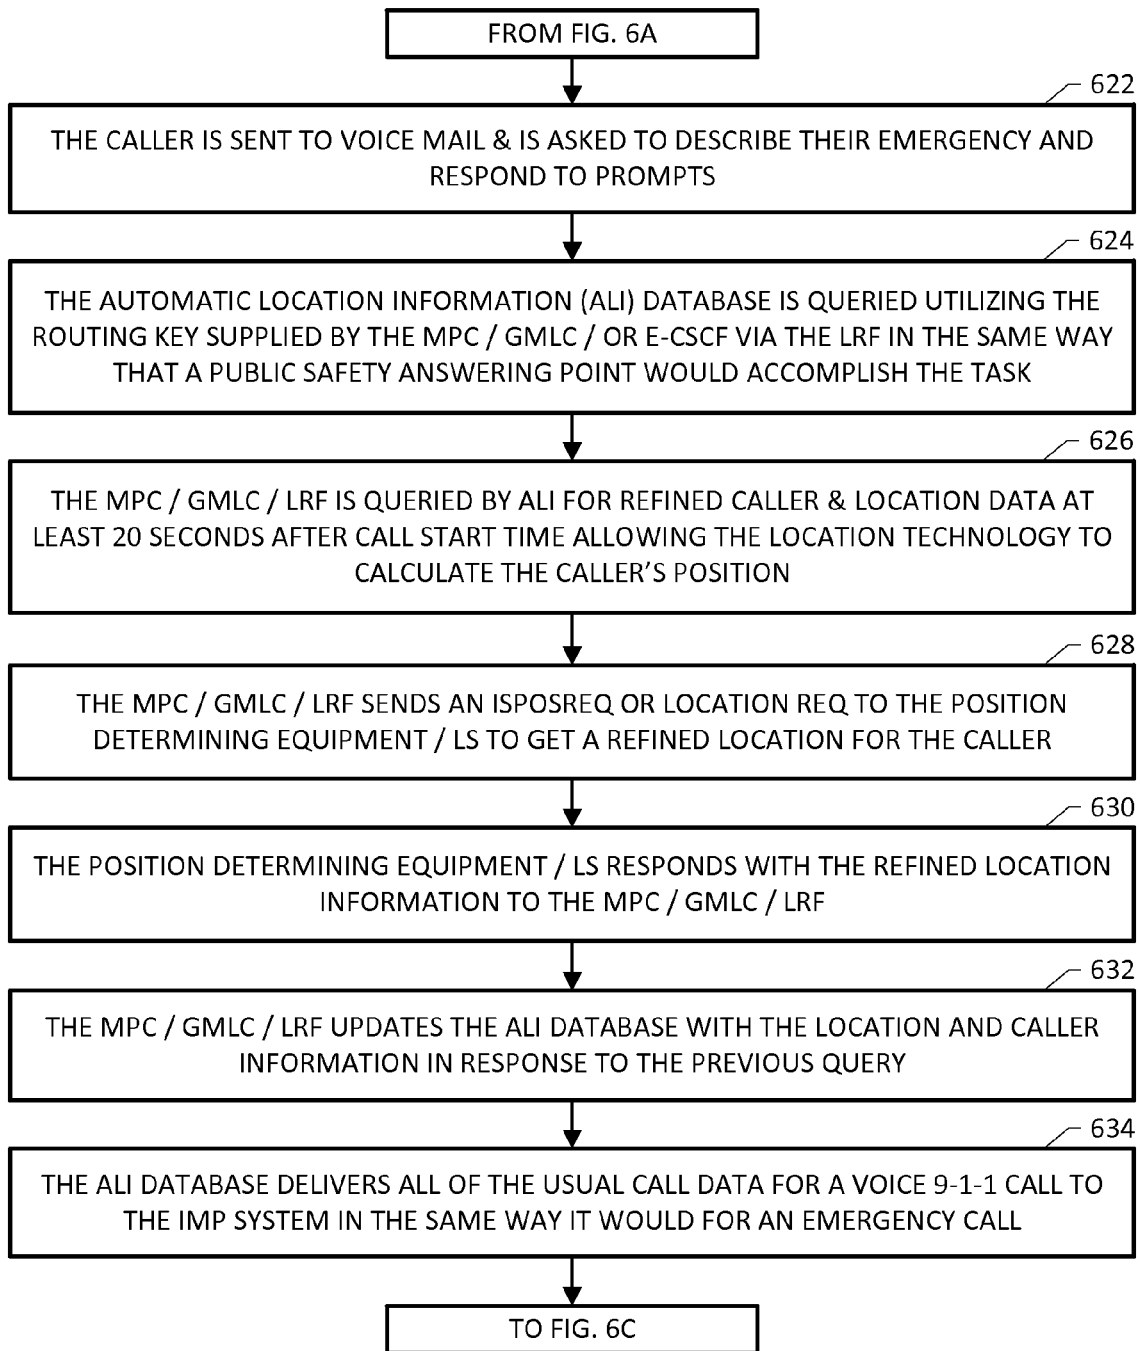 FROM FIG. 6A
622
THE CALLER IS SENT TO VOICE MAIL & IS ASKED TO DESCRIBE THEIR EMERGENCY AND
RESPOND TO PROMPTS
624
THE AUTOMATIC LOCATION INFORMATION (ALI) DATABASE IS QUERIED UTILIZING THE
ROUTING KEY SUPPLIED BY THE MPC / GMLC / OR E-CSCF VIA THE LRF IN THE SAME WAY
THAT A PUBLIC SAFETY ANSWERING POINT WOULD ACCOMPLISH THE TASK
626
THE MPC / GMLC / LRF IS QUERIED BY ALI FOR REFINED CALLER & LOCATION DATA AT
LEAST 20 SECONDS AFTER CALL START TIME ALLOWING THE LOCATION TECHNOLOGY TO
CALCULATE THE CALLER'S POSITION
628
THE MPC / GMLC / LRF SENDS AN ISPOSREQ OR LOCATION REQ TO THE POSITION
DETERMINING EQUIPMENT / LS TO GET A REFINED LOCATION FOR THE CALLER
630
THE POSITION DETERMINING EQUIPMENT / LS RESPONDS WITH THE REFINED LOCATION
INFORMATION TO THE MPC / GMLC / LRF
632
THE MPC / GMLC / LRF UPDATES THE ALI DATABASE WITH THE LOCATION AND CALLER
INFORMATION IN RESPONSE TO THE PREVIOUS QUERY
634
THE ALI DATABASE DELIVERS ALL OF THE USUAL CALL DATA FOR A VOICE 9-1-1 CALL TO
THE IMP SYSTEM IN THE SAME WAY IT WOULD FOR AN EMERGENCY CALL
TO FIG. 6C